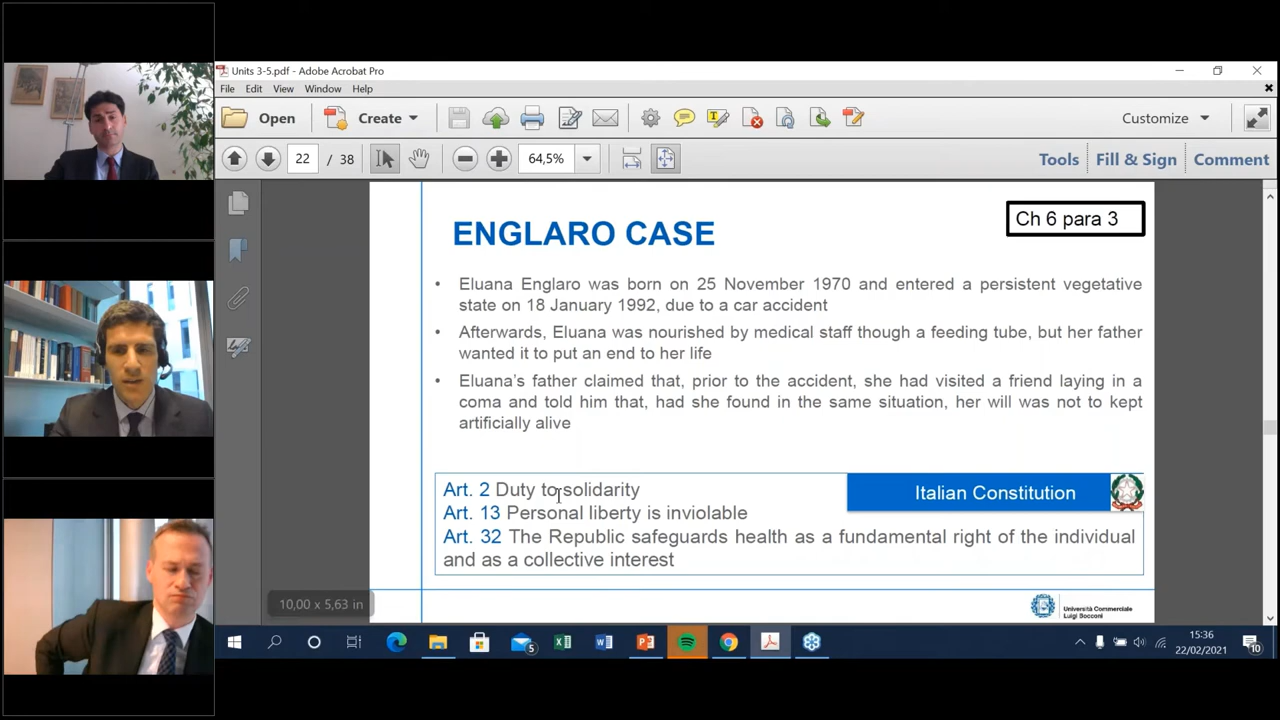 Units 3-5.pdf - Adobe Acrobat Pro
File Edit View Window Help
Open Create Customize
22 / 38 64,5% Tools Fill & Sign Comment
ENGLARO CASE
Ch 6 para 3
• Eluana Englaro was born on 25 November 1970 and entered a persistent vegetative
state on 18 January 1992, due to a car accident
• Afterwards, Eluana was nourished by medical staff though a feeding tube, but her father
wanted it to put an end to her life
• Eluana's father claimed that, prior to the accident, she had visited a friend laying in a
coma and told him that, had she found in the same situation, her will was not to kept
artificially alive
Italian Constitution
Art. 2 Duty to solidarity
Art. 13 Personal liberty is inviolable
Art. 32 The Republic safeguards health as a fundamental right of the individual
and as a collective interest
10,00 x 5,63 in
Università Commerciale
Luigi Bocconi
5
15:36
22/02/2021
10